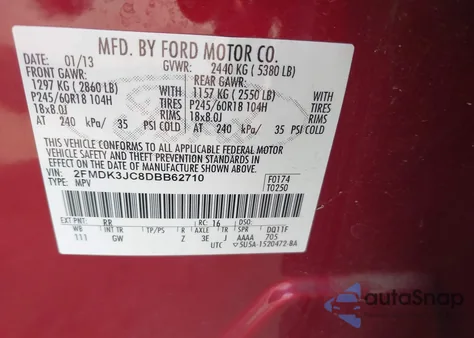 MFD. BY FORD MOTOR CO.
DATE: 01/13 GVWR: 2440 KG ( 5380 LB)
FRONT GAWR: REAR GAWR:
1297 KG ( 2860 LB) WITH 1157 KG ( 2550 LB) WITH
P245/60R18 104H TIRES P245/60R18 104H TIRES
18x8.0J RIMS 18x8.0J RIMS
AT 240 kPa/ 35 PSI COLD AT 240 kPa/ 35 PSI COLD
THIS VEHICLE CONFORMS TO ALL APPLICABLE FEDERAL MOTOR
VEHICLE SAFETY AND THEFT PREVENTION STANDARDS IN EFFECT
ON THE DATE OF MANUFACTURE SHOWN ABOVE.
VIN: 2FMDK3JC8DBB62710 F0174
TYPE: MPV T0250
EXT PNT: RR RC: 16 DSO:
WB INT TR TP/PS R AXLE TR SPR DQ11F
111 GW Z 3E J AAAA 705
autoSnap